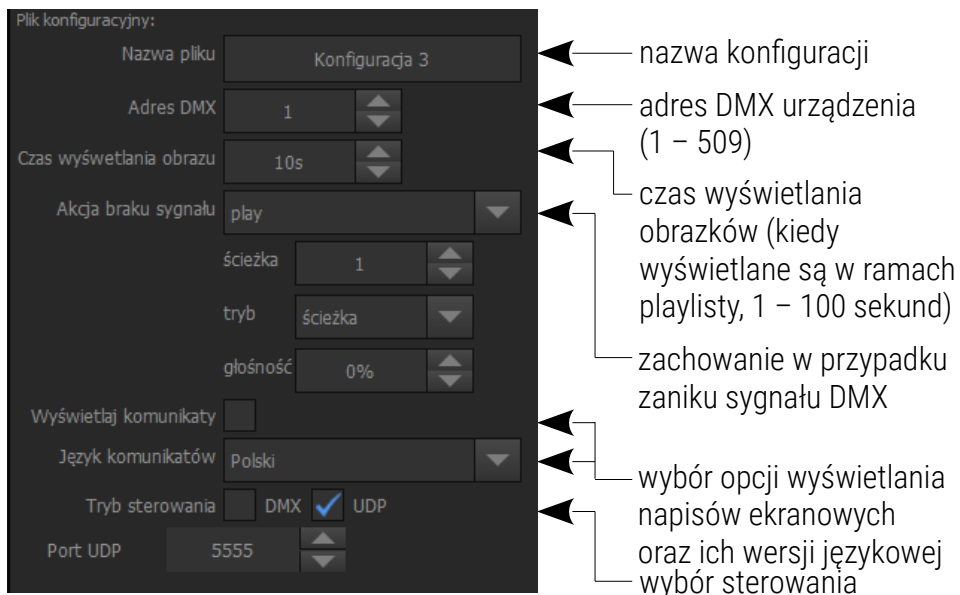 Plik konfiguracyjny:
Nazwa pliku Konfiguracja 3
Adres DMX 1
Czas wyśwetlania obrazu 10s
Akcja braku sygnału play
ścieżka 1
tryb ścieżka
głośność 0%
Wyświetlaj komunikaty
Język komunikatów Polski
Tryb sterowania DMX UDP
Port UDP 5555
nazwa konfiguracji
adres DMX urządzenia
(1 – 509)
czas wyświetlania
obrazków (kiedy
wyświetlane są w ramach
playlisty, 1 – 100 sekund)
zachowanie w przypadku
zaniku sygnału DMX
wybór opcji wyświetlania
napisów ekranowych
oraz ich wersji językowej
wybór sterowania